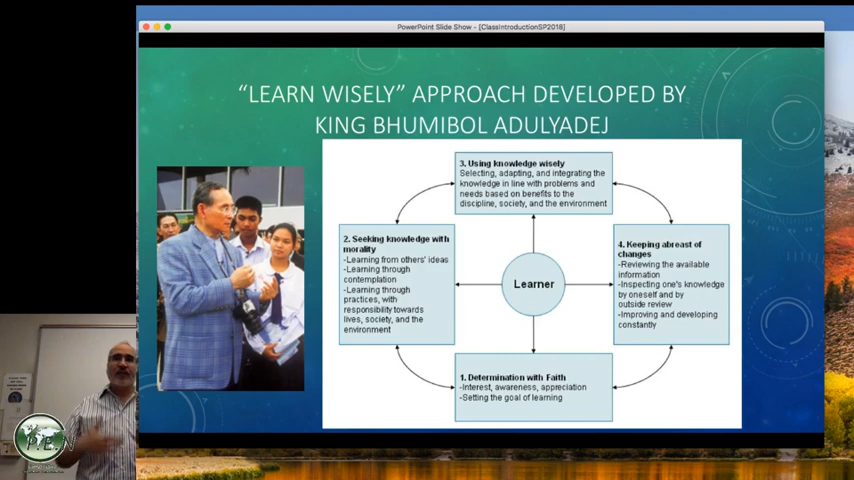 PowerPoint Slide Show - [ClassIntroductionSP2018]
"LEARN WISELY" APPROACH DEVELOPED BY
KING BHUMIBOL ADULYADEJ
3. Using knowledge wisely
Selecting, adapting, and integrating the
knowledge in line with problems and
needs based on benefits to the
discipline, society, and the environment
2. Seeking knowledge with
morality
-Learning from others' ideas
-Learning through
contemplation
-Learning through
practices, with
responsibility towards
lives, society, and the
environment
Learner
4. Keeping abreast of
changes
-Reviewing the available
information
-Inspecting one's knowledge
by oneself and by
outside review
-Improving and developing
constantly
1. Determination with Faith
-Interest, awareness, appreciation
-Setting the goal of learning
P.E.N